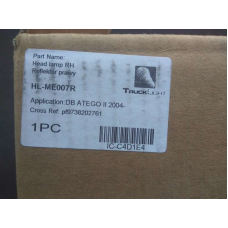 Part Name:
Head lamp RH
Reflektor prawy
TRUCKLIGHT
HL-ME007R
Application:DB ATEGO II 2004-
Cross Ref: pf9738202761
1PC
IC-C4D1E4